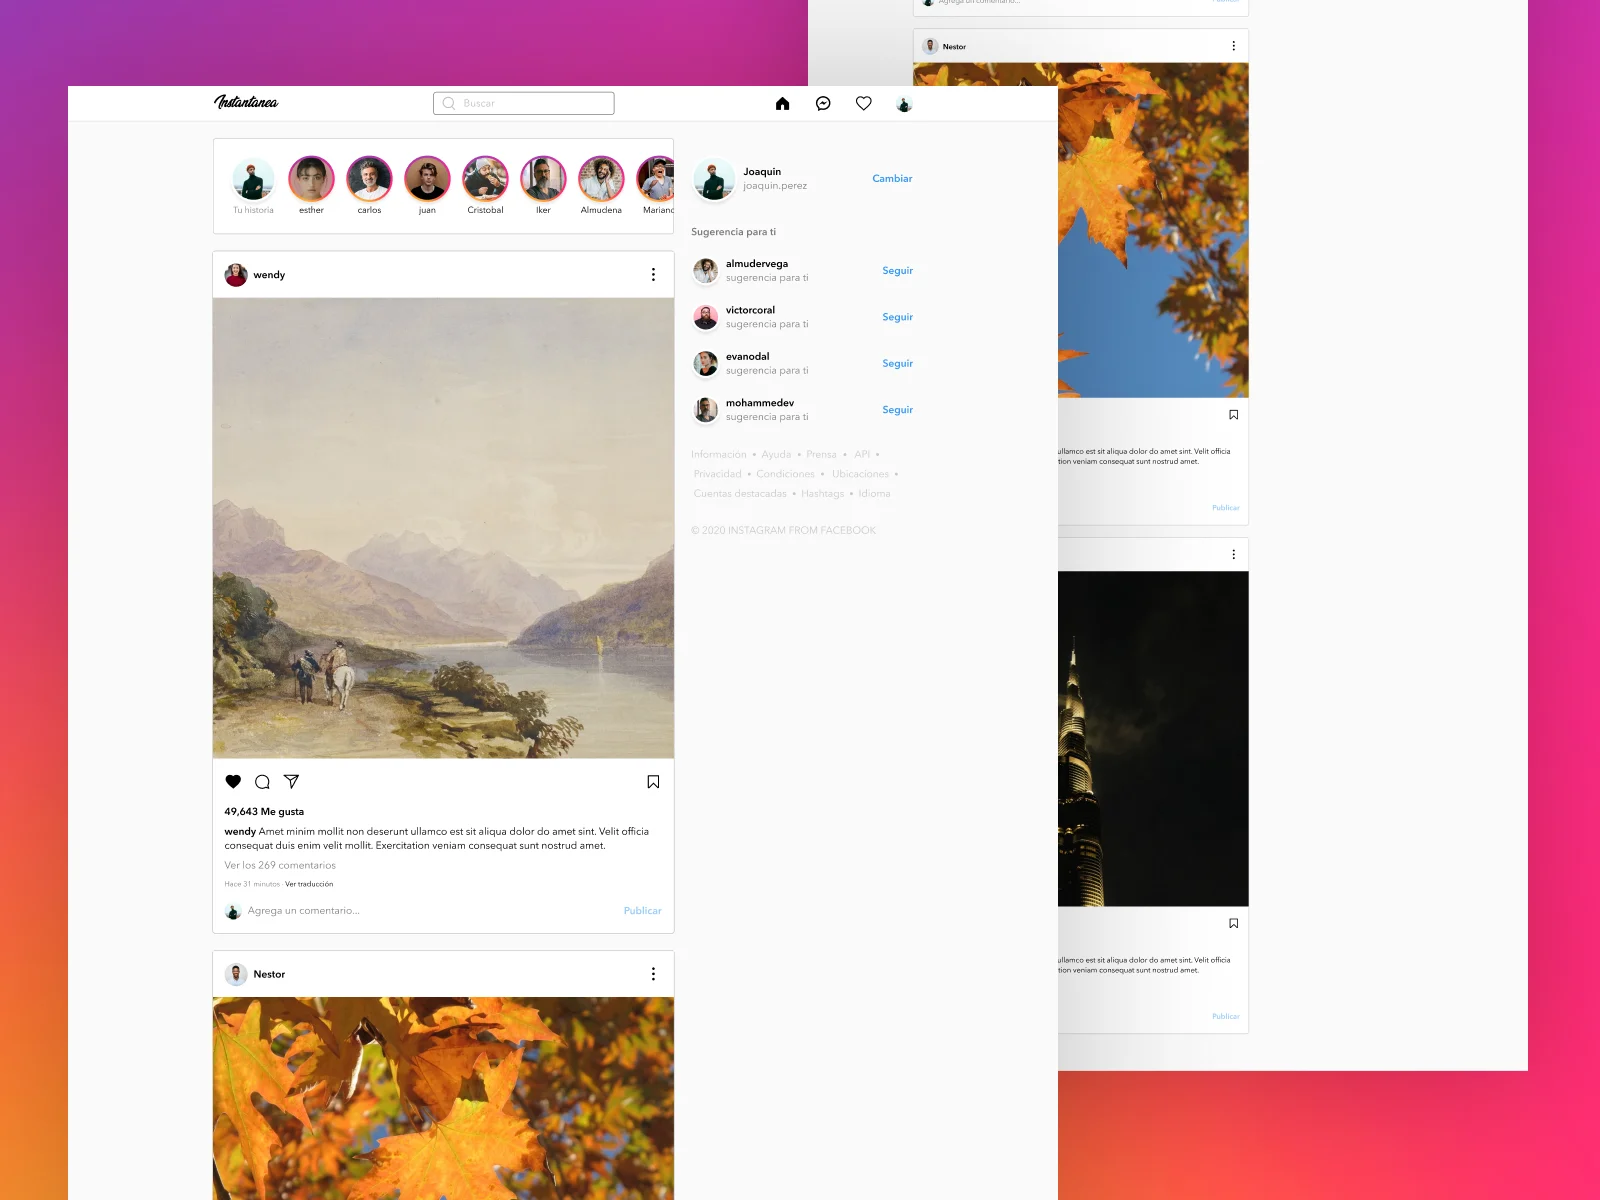 Instantanea
Buscar
Tu historia
esther
carlos
juan
Cristobal
Iker
Almudena
Mariano
Joaquin
joaquin.perez
Cambiar
Sugerencia para ti
almudervega
sugerencia para ti
Seguir
victorcoral
sugerencia para ti
Seguir
evanodal
sugerencia para ti
Seguir
mohammedev
sugerencia para ti
Seguir
Información • Ayuda • Prensa • API •
Privacidad • Condiciones • Ubicaciones •
Cuentas destacadas • Hashtags • Idioma
© 2020 INSTAGRAM FROM FACEBOOK
wendy
49,643 Me gusta
wendy Amet minim mollit non deserunt ullamco est sit aliqua dolor do amet sint. Velit officia
consequat duis enim velit mollit. Exercitation veniam consequat sunt nostrud amet.
Ver los 269 comentarios
Hace 31 minutos · Ver traducción
Agrega un comentario...
Publicar
Nestor
Agrega un comentario...
Publicar
Nestor
ullamco est sit aliqua dolor do amet sint. Velit officia
tion veniam consequat sunt nostrud amet.
Publicar
ullamco est sit aliqua dolor do amet sint. Velit officia
tion veniam consequat sunt nostrud amet.
Publicar